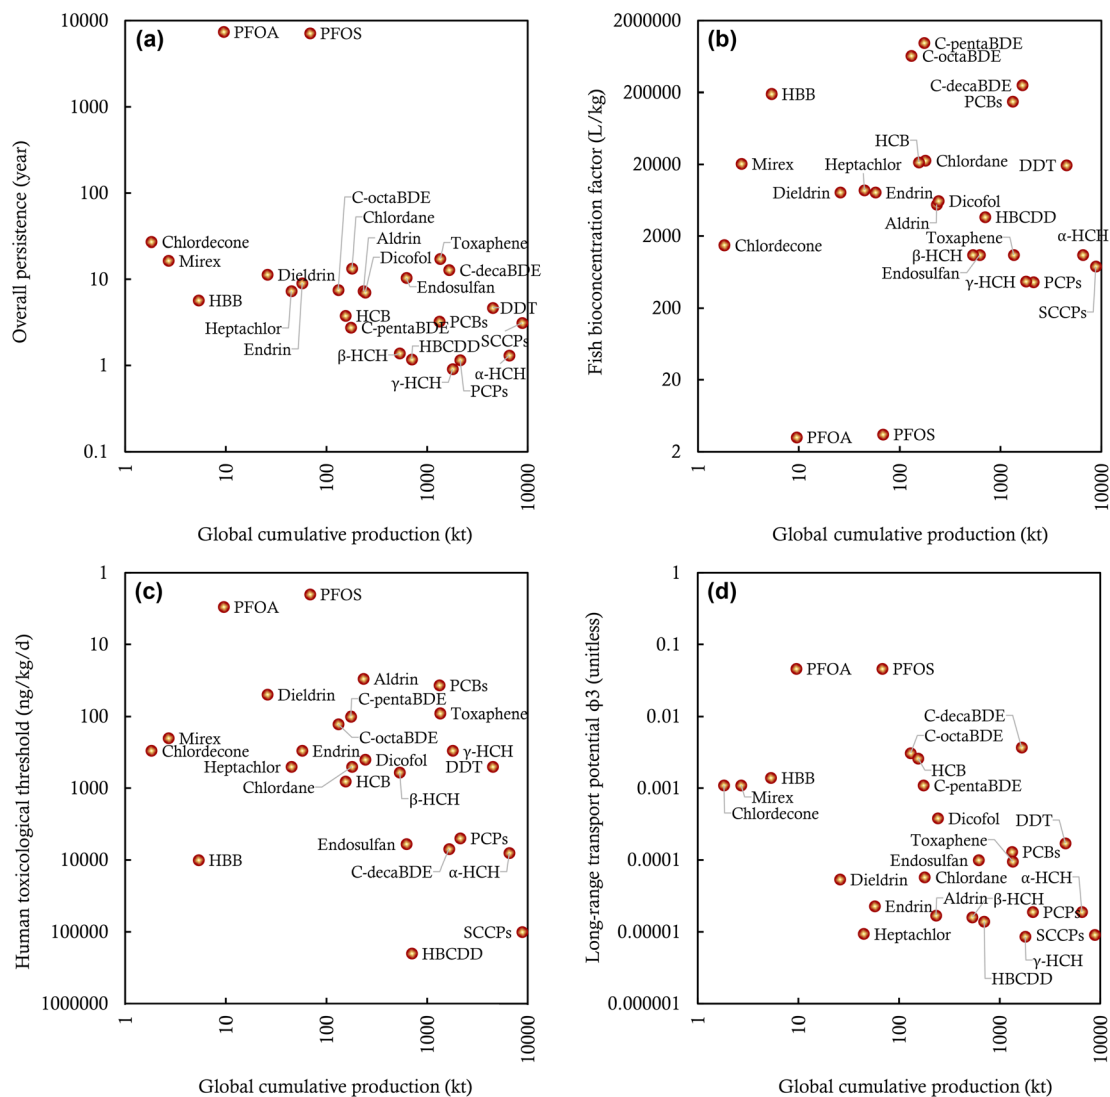 (a)
10000
1000
100
10
1
0.1
Overall persistence (year)
PFOA
PFOS
C-octaBDE
Chlordane
Aldrin
Dicofol
Toxaphene
Chlordecone
Mirex
Dieldrin
C-decaBDE
Endosulfan
HBB
Heptachlor
Endrin
HCB
C-pentaBDE
PCBs
DDT
SCCPs
β-HCH
HBCDD
γ-HCH
α-HCH
PCPs
1
10
100
1000
10000
Global cumulative production (kt)
(b)
2000000
200000
20000
2000
200
20
2
Fish bioconcentration factor (L/kg)
C-pentaBDE
C-octaBDE
C-decaBDE
HBB
PCBs
HCB
Mirex
Heptachlor
Chlordane
DDT
Dieldrin
Endrin
Dicofol
Aldrin
HBCDD
Chlordecone
Toxaphene
α-HCH
β-HCH
Endosulfan
γ-HCH
PCPs
SCCPs
PFOA
PFOS
1
10
100
1000
10000
Global cumulative production (kt)
(c)
1
10
100
1000
10000
100000
1000000
Human toxicological threshold (ng/kg/d)
PFOS
PFOA
Aldrin
PCBs
Dieldrin
C-pentaBDE
Toxaphene
C-octaBDE
Mirex
Chlordecone
Endrin
γ-HCH
Dicofol
Heptachlor
DDT
Chlordane
HCB
β-HCH
Endosulfan
PCPs
HBB
C-decaBDE
α-HCH
SCCPs
HBCDD
1
10
100
1000
10000
Global cumulative production (kt)
(d)
1
0.1
0.01
0.001
0.0001
0.00001
0.000001
Long-range transport potential ϕ3 (unitless)
PFOA
PFOS
C-decaBDE
C-octaBDE
HCB
HBB
C-pentaBDE
Mirex
Chlordecone
Dicofol
DDT
Toxaphene
PCBs
Endosulfan
Dieldrin
Chlordane
α-HCH
Aldrin
β-HCH
Endrin
PCPs
Heptachlor
SCCPs
γ-HCH
HBCDD
1
10
100
1000
10000
Global cumulative production (kt)